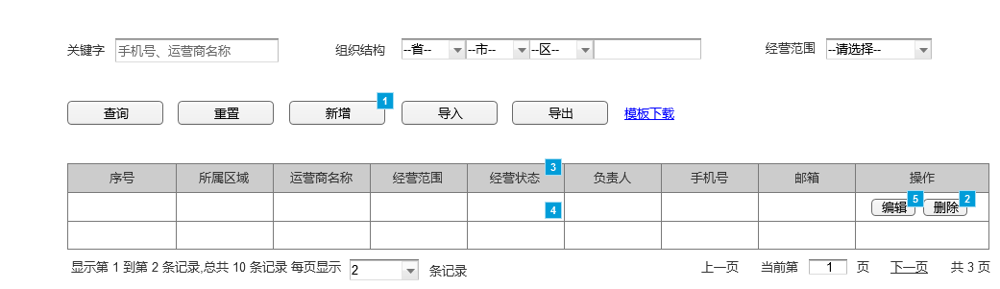 关键字 手机号、运营商名称 组织结构 --省-- --市-- --区-- 经营范围 --请选择--
查询 重置 新增 1 导入 导出 模板下载
序号 所属区域 运营商名称 经营范围 经营状态 3 负责人 手机号 邮箱 操作
4 编辑 5 删除 2
显示第 1 到第 2 条记录,总共 10 条记录 每页显示 2 条记录 上一页 当前第 1 页 下一页 共 3 页